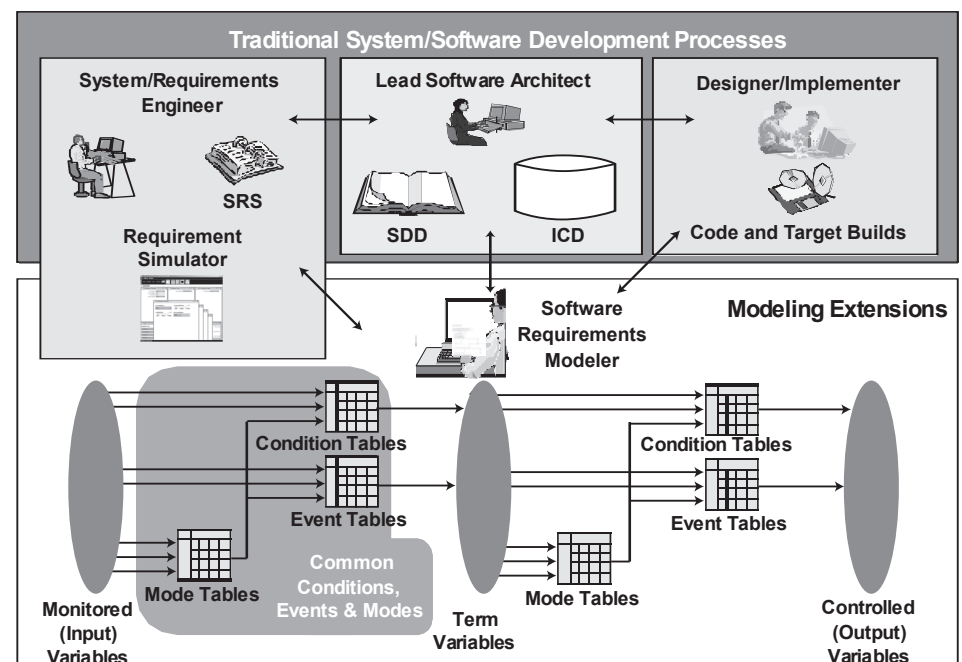 Traditional System/Software Development Processes
System/Requirements
Engineer
SRS
Requirement
Simulator
Lead Software Architect
SDD
ICD
Designer/Implementer
Code and Target Builds
Software
Requirements
Modeler
Modeling Extensions
Condition Tables
Event Tables
Mode Tables
Common
Conditions,
Events & Modes
Condition Tables
Event Tables
Mode Tables
Monitored
(Input)
Variables
Term
Variables
Controlled
(Output)
Variables